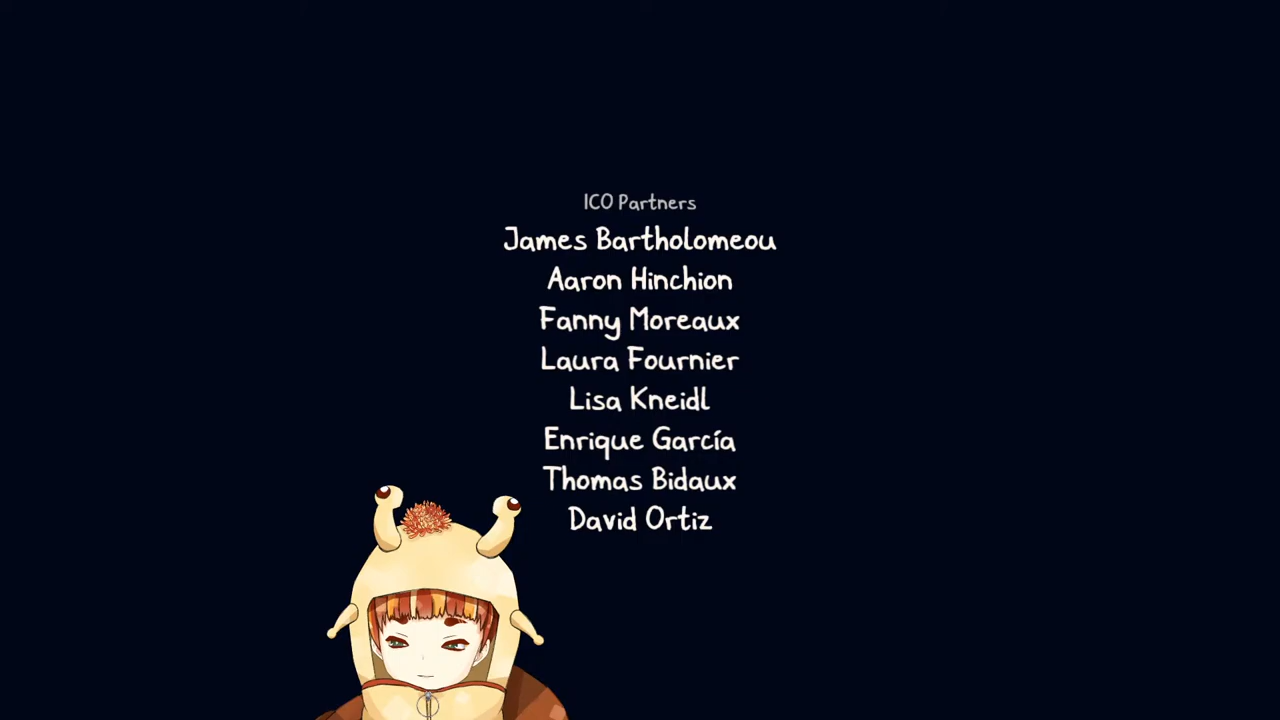 ICO Partners
James Bartholomeou
Aaron Hinchion
Fanny Moreaux
Laura Fournier
Lisa Kneidl
Enrique García
Thomas Bidaux
David Ortiz